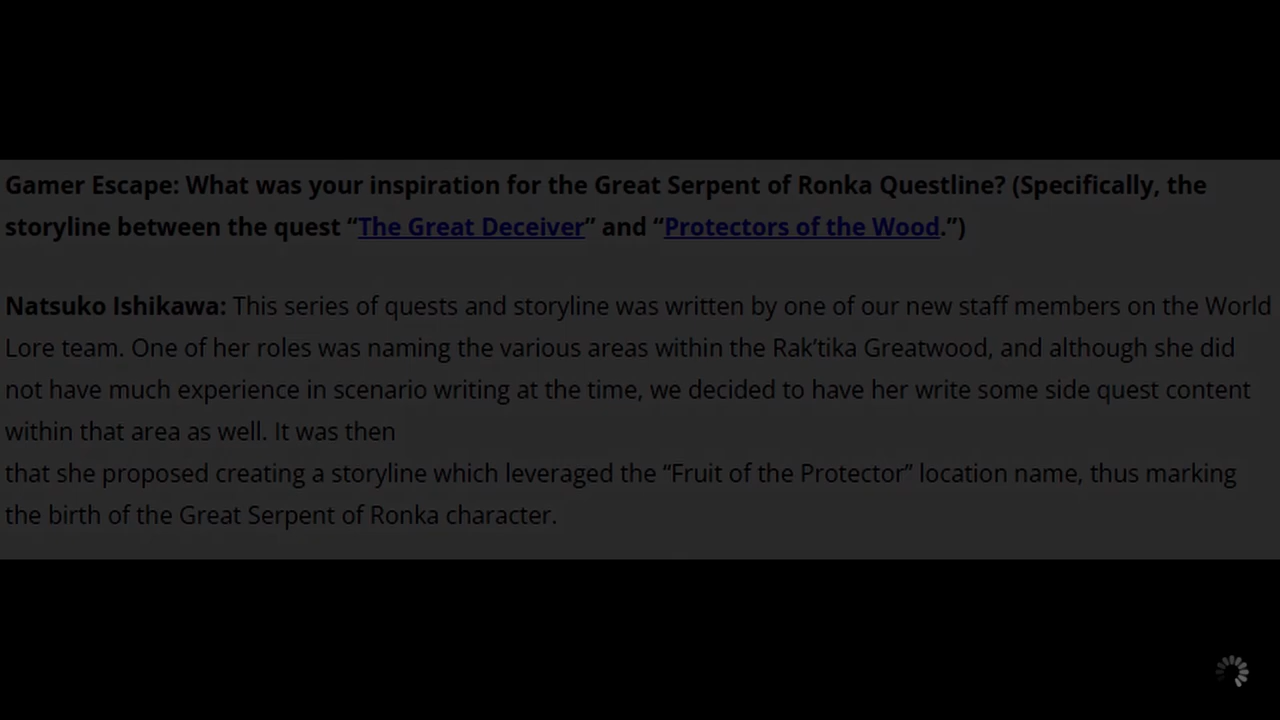 Gamer Escape: What was your inspiration for the Great Serpent of Ronka Questline? (Specifically, the
storyline between the quest “The Great Deceiver” and “Protectors of the Wood.”)
Natsuko Ishikawa: This series of quests and storyline was written by one of our new staff members on the World
Lore team. One of her roles was naming the various areas within the Rak’tika Greatwood, and although she did
not have much experience in scenario writing at the time, we decided to have her write some side quest content
within that area as well. It was then
that she proposed creating a storyline which leveraged the “Fruit of the Protector” location name, thus marking
the birth of the Great Serpent of Ronka character.